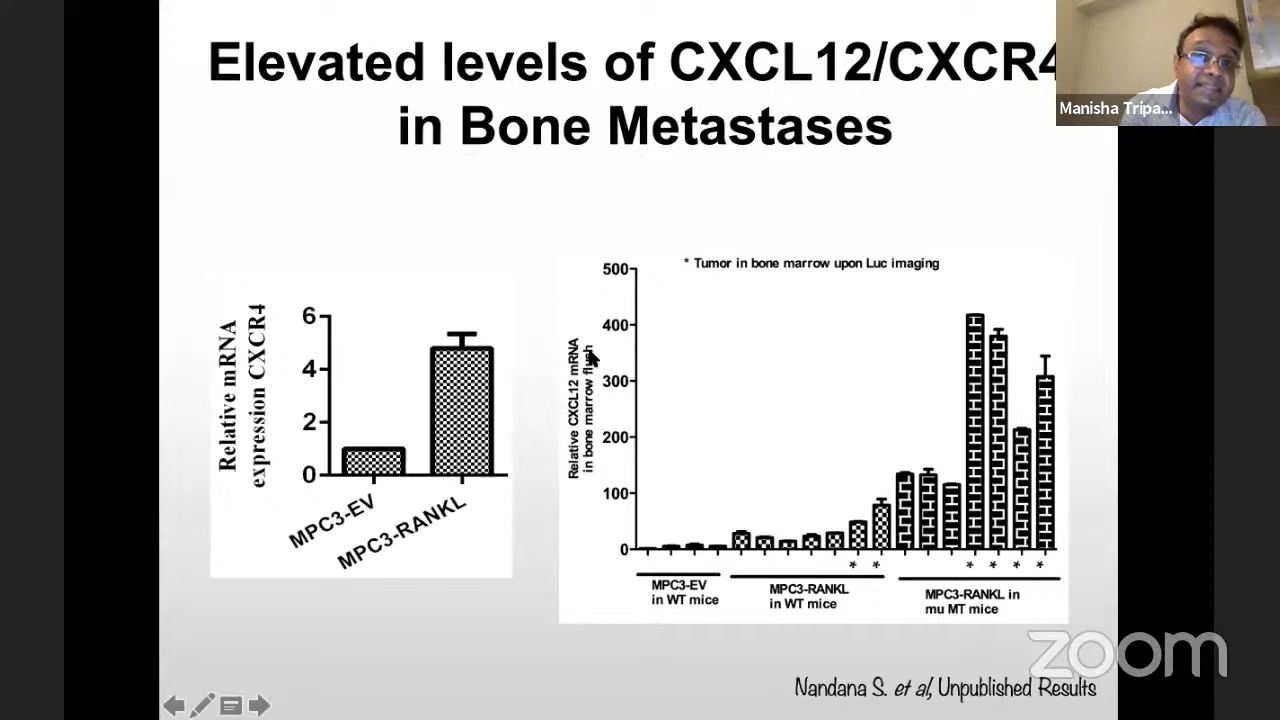 Elevated levels of CXCL12/CXCR4
in Bone Metastases
Manisha Tripa...
Relative mRNA
expression CXCR4
6
4
2
0
MPC3-EV
MPC3-RANKL
* Tumor in bone marrow upon Luc imaging
Relative CXCL12 mRNA
in bone marrow flush
500
400
300
200
100
0
* * * * * *
MPC3-EV
in WT mice
MPC3-RANKL
in WT mice
MPC3-RANKL in
mu MT mice
zoom
Nandana S. et al, Unpublished Results